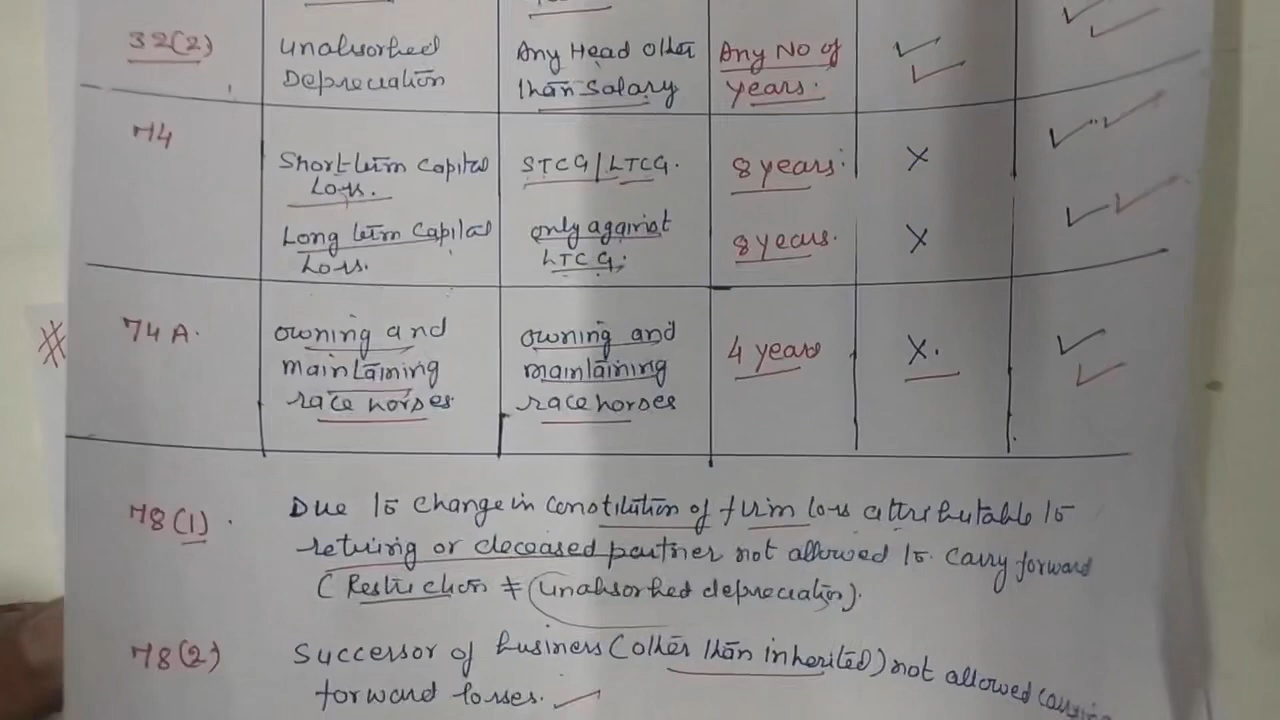 32(2)
Unabsorbed
Depreciation
Any Head Other
than Salary
Any No of
years.
74
Short term Capital
Loss.
STCG/LTCG.
8 years.
X
Long term Capital
Loss.
only against
LTCG.
8 years.
X
74A.
owning and
maintaining
race horses
owning and
maintaining
race horses
4 years
X.
78(1).
Due to change in constitution of firm loss attributable to
retiring or deceased partner not allowed to carry forward
(Restriction ≠ unabsorbed depreciation).
78(2)
Successor of business (other than inherited) not allowed
forward losses.